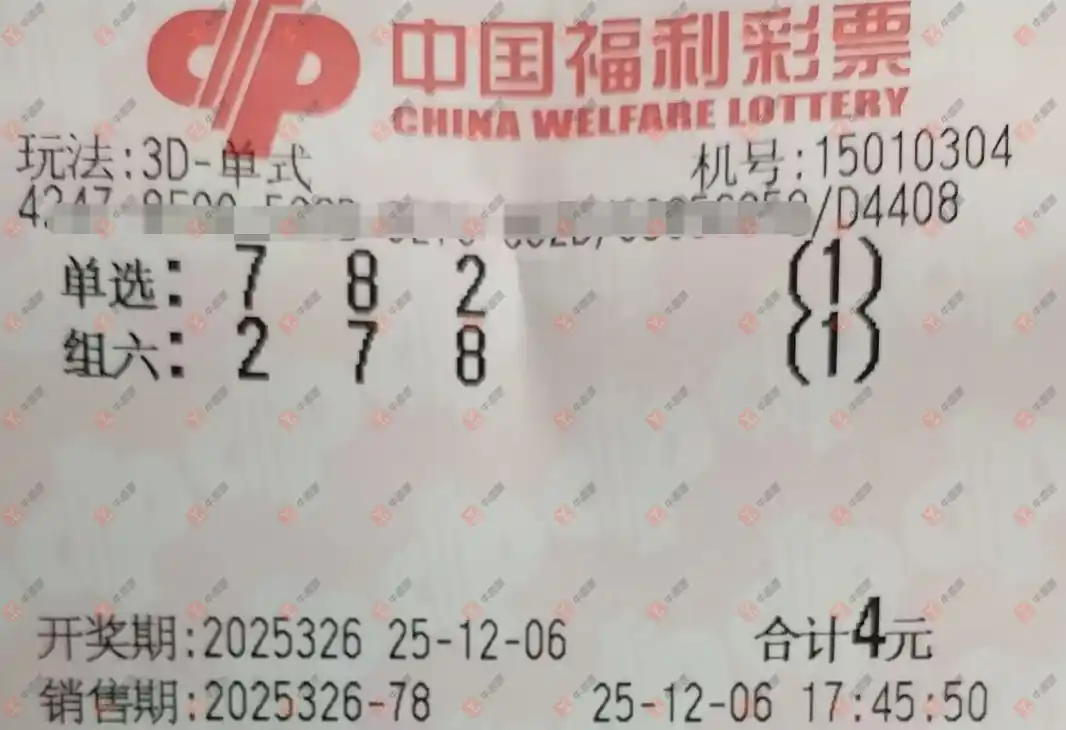 中国福利彩票
CHINA WELFARE LOTTERY
玩法:3D-单式 机号:15010304
/D4408
单选: 7 8 2 (1)
组六: 2 7 8 (1)
开奖期:2025326 25-12-06 合计4元
销售期:2025326-78 25-12-06 17:45:50